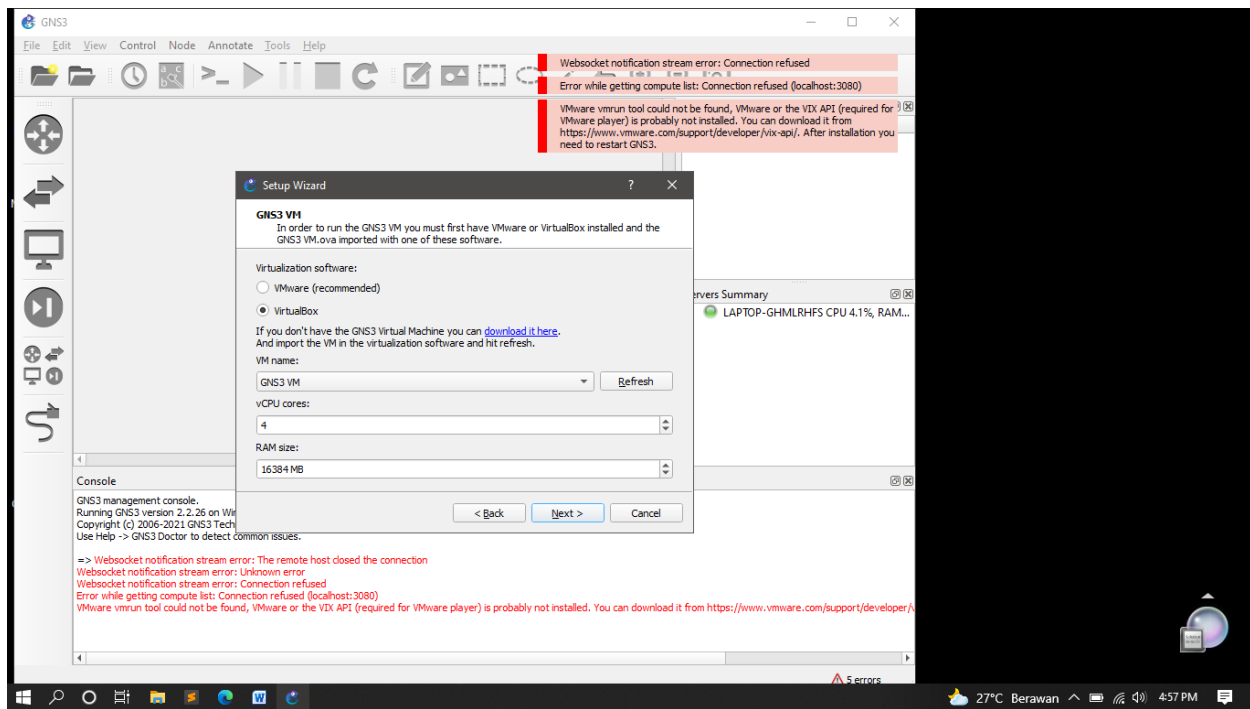 GNS3
File Edit View Control Node Annotate Tools Help
Websocket notification stream error: Connection refused
Error while getting compute list: Connection refused (localhost:3080)
VMware vmrun tool could not be found, VMware or the VIX API (required for
VMware player) is probably not installed. You can download it from
https://www.vmware.com/support/developer/vix-api/. After installation you
need to restart GNS3.
Setup Wizard
GNS3 VM
In order to run the GNS3 VM you must first have VMware or VirtualBox installed and the
GNS3 VM.ova imported with one of these software.
Virtualization software:
VMware (recommended)
VirtualBox
If you don't have the GNS3 Virtual Machine you can download it here.
And import the VM in the virtualization software and hit refresh.
VM name:
GNS3 VM
Refresh
vCPU cores:
4
RAM size:
16384 MB
< Back
Next >
Cancel
ervers Summary
LAPTOP-GHMLRHFS CPU 4.1%, RAM...
Console
GNS3 management console.
Running GNS3 version 2.2.26 on Wi
Copyright (c) 2006-2021 GNS3 Tech
Use Help -> GNS3 Doctor to detect common issues.
=> Websocket notification stream error: The remote host closed the connection
Websocket notification stream error: Unknown error
Websocket notification stream error: Connection refused
Error while getting compute list: Connection refused (localhost:3080)
VMware vmrun tool could not be found, VMware or the VIX API (required for VMware player) is probably not installed. You can download it from https://www.vmware.com/support/developer/
5 errors
27°C Berawan
4:57 PM